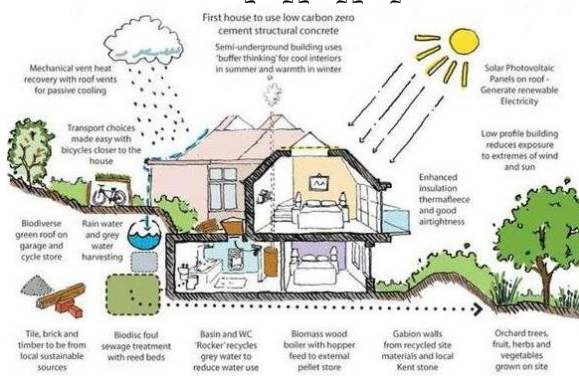 First house to use low carbon zero
cement structural concrete
Semi-underground building uses
'buffer thinking' for cool interiors
in summer and warmth in winter
Mechanical vent heat
recovery with roof vents
for passive cooling
Solar Photovoltaic
Panels on roof -
Generate renewable
Electricity
Transport choices
made easy with
bicycles closer to the
house
Low profile building
reduces exposure
to extremes of wind
and sun
Enhanced
insulation
thermafleece
and good
airtightness
Biodiverse
green roof on
garage and
cycle store
Rain water
and grey
water
harvesting
Tile, brick and
timber to be from
local sustainable
sources
Biodisc foul
sewage treatment
with reed beds
Basin and WC
'Rocker' recycles
grey water to
reduce water use
Biomass wood
boiler with hopper
feed to external
pellet store
Gabion walls
from recycled site
materials and local
Kent stone
Orchard trees,
fruit, herbs and
vegetables
grown on site